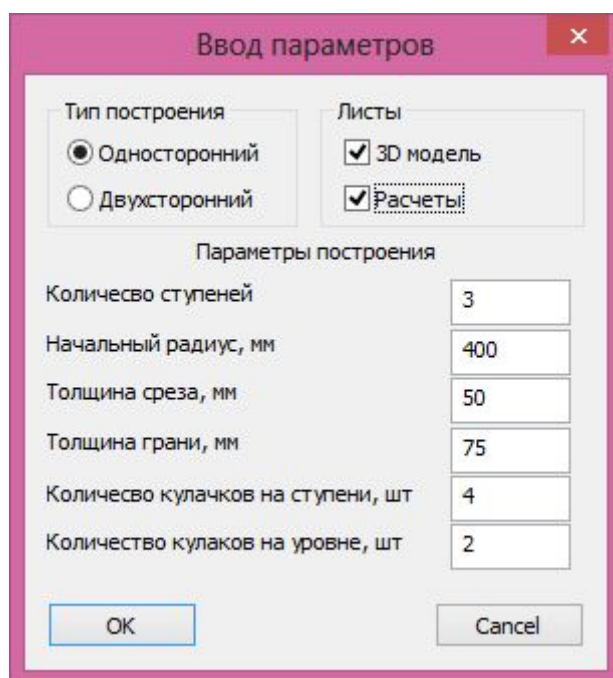 Ввод параметров
Тип построения
Листы
Односторонний
3D модель
Двухсторонний
Расчеты
Параметры построения
Количесво ступеней 3
Начальный радиус, мм 400
Толщина среза, мм 50
Толщина грани, мм 75
Количесво кулачков на ступени, шт 4
Количество кулаков на уровне, шт 2
OK
Cancel